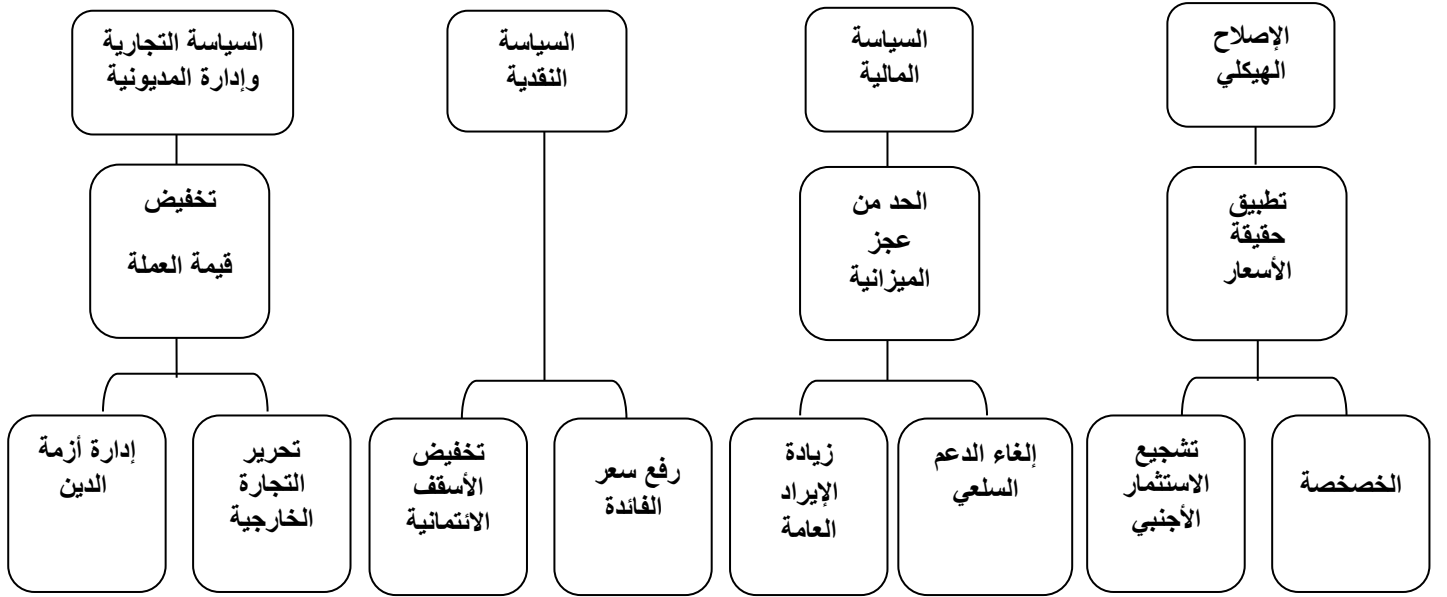 الإصلاح
الهيكلي
السياسة
المالية
السياسة
النقدية
السياسة التجارية
وإدارة المديونية
تطبيق
حقيقة
الأسعار
الحد من
عجز
الميزانية
تخفيض
قيمة العملة
الخصخصة
تشجيع
الاستثمار
الأجنبي
إلغاء الدعم
السلعي
زيادة
الإيراد
العامة
رفع سعر
الفائدة
تخفيض
الأسقف
الائتمانية
تحرير
التجارة
الخارجية
إدارة أزمة
الدين